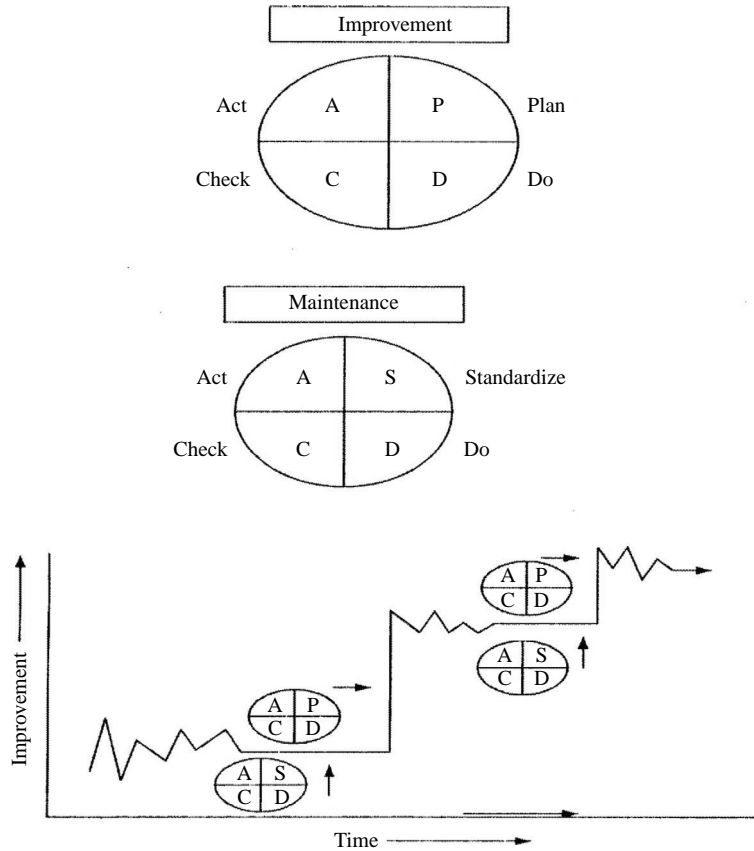 Improvement
Act A P Plan
Check C D Do
Maintenance
Act A S Standardize
Check C D Do
A P
C D
A S
C D
A P
C D
A S
C D
Improvement
Time